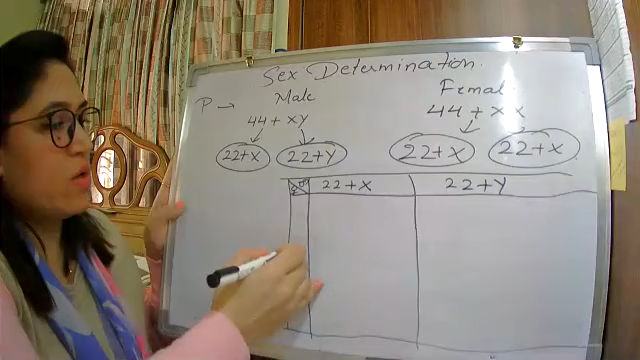 Sex Determination.
P → Male Female
44 + XY 44 + XX
22+X 22+Y 22+X 22+X
22+X 22+Y